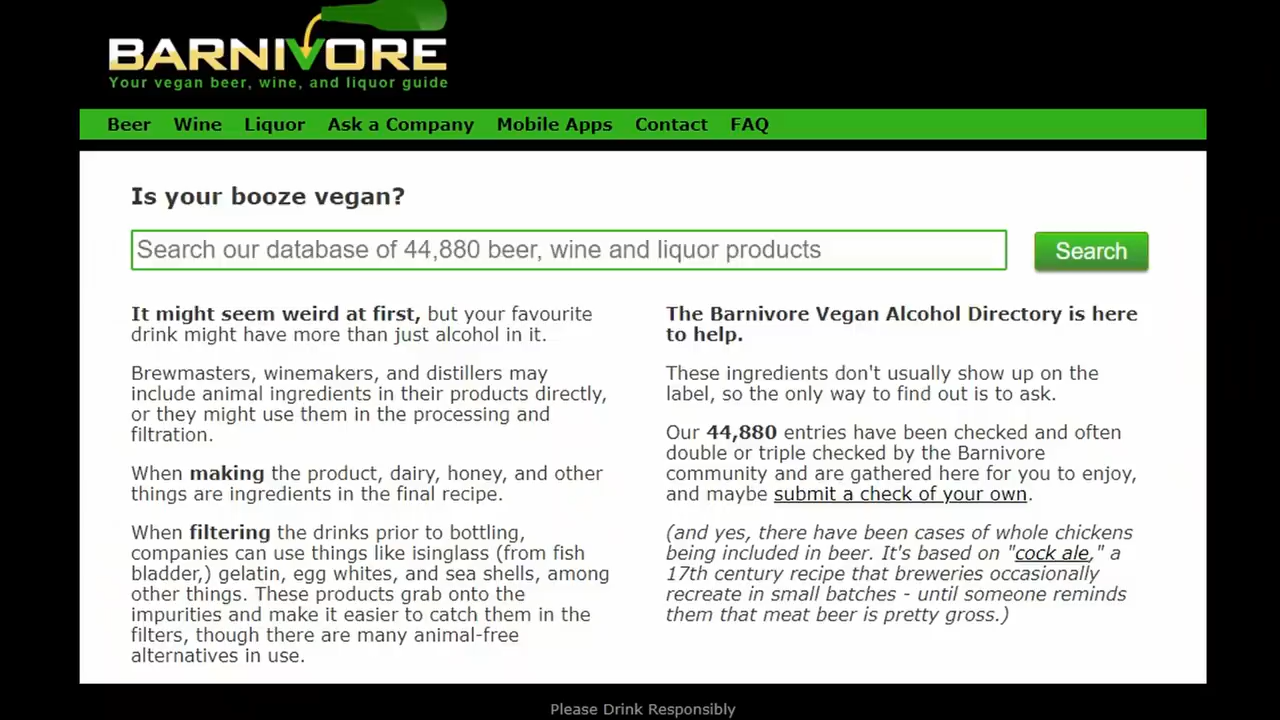 BARNIVORE
Your vegan beer, wine, and liquor guide
Beer Wine Liquor Ask a Company Mobile Apps Contact FAQ
Is your booze vegan?
Search our database of 44,880 beer, wine and liquor products
Search
It might seem weird at first, but your favourite
drink might have more than just alcohol in it.
Brewmasters, winemakers, and distillers may
include animal ingredients in their products directly,
or they might use them in the processing and
filtration.
When making the product, dairy, honey, and other
things are ingredients in the final recipe.
When filtering the drinks prior to bottling,
companies can use things like isinglass (from fish
bladder,) gelatin, egg whites, and sea shells, among
other things. These products grab onto the
impurities and make it easier to catch them in the
filters, though there are many animal-free
alternatives in use.
The Barnivore Vegan Alcohol Directory is here
to help.
These ingredients don't usually show up on the
label, so the only way to find out is to ask.
Our 44,880 entries have been checked and often
double or triple checked by the Barnivore
community and are gathered here for you to enjoy,
and maybe submit a check of your own.
(and yes, there have been cases of whole chickens
being included in beer. It's based on "cock ale," a
17th century recipe that breweries occasionally
recreate in small batches - until someone reminds
them that meat beer is pretty gross.)
Please Drink Responsibly